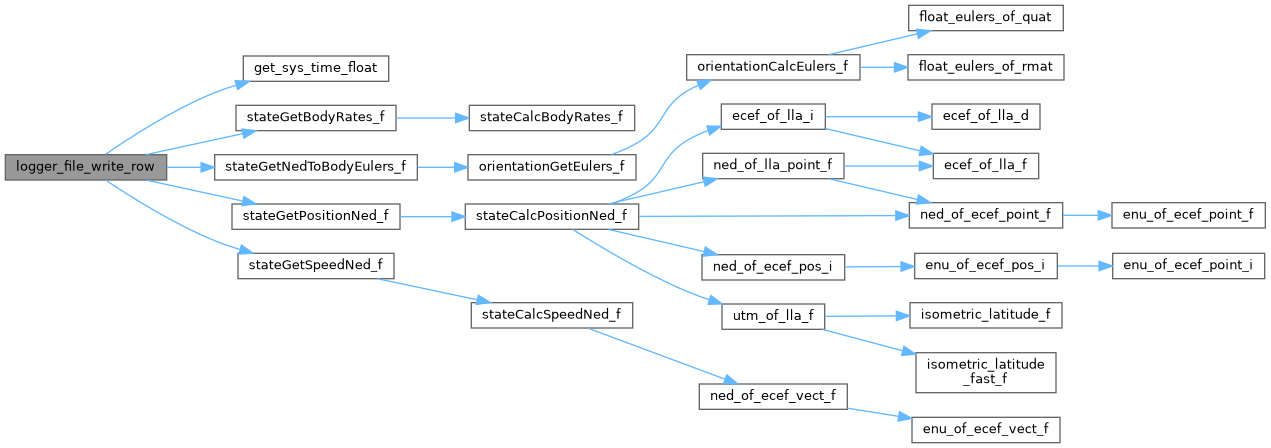 logger_file_write_row
get_sys_time_float
stateGetBodyRates_f
stateCalcBodyRates_f
stateGetNedToBodyEulers_f
orientationGetEulers_f
orientationCalcEulers_f
float_eulers_of_quat
float_eulers_of_rmat
stateGetPositionNed_f
stateCalcPositionNed_f
ecef_of_lla_i
ecef_of_lla_d
ecef_of_lla_f
ned_of_lla_point_f
ned_of_ecef_point_f
enu_of_ecef_point_f
ned_of_ecef_pos_i
enu_of_ecef_pos_i
enu_of_ecef_point_i
utm_of_lla_f
isometric_latitude_f
isometric_latitude
_fast_f
stateGetSpeedNed_f
stateCalcSpeedNed_f
ned_of_ecef_vect_f
enu_of_ecef_vect_f